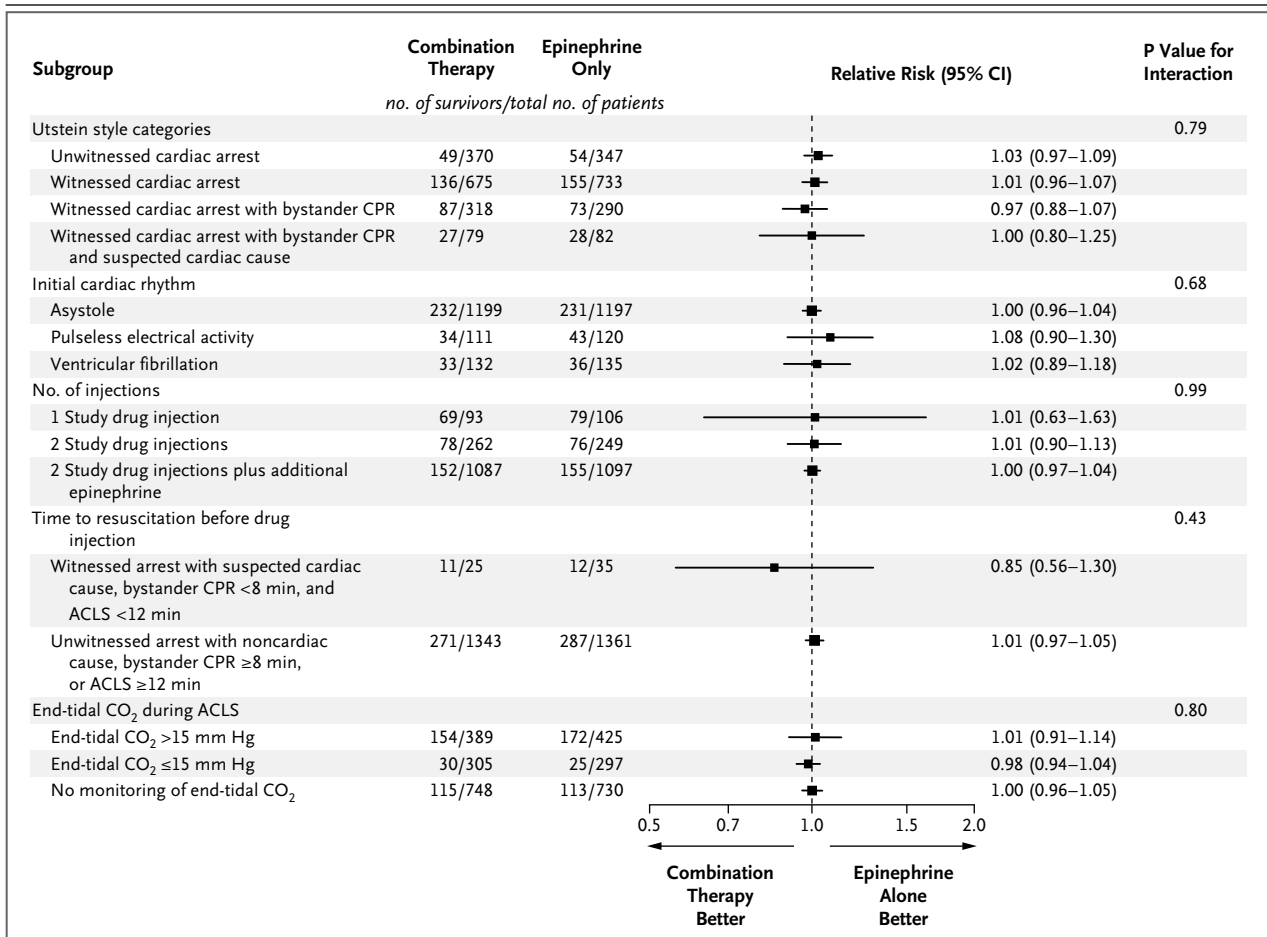 Subgroup
Combination
Therapy
Epinephrine
Only
Relative Risk (95% CI)
P Value for
Interaction
no. of survivors/total no. of patients
Utstein style categories 0.79
Unwitnessed cardiac arrest 49/370 54/347 1.03 (0.97–1.09)
Witnessed cardiac arrest 136/675 155/733 1.01 (0.96–1.07)
Witnessed cardiac arrest with bystander CPR 87/318 73/290 0.97 (0.88–1.07)
Witnessed cardiac arrest with bystander CPR 27/79 28/82 1.00 (0.80–1.25)
and suspected cardiac cause
Initial cardiac rhythm 0.68
Asystole 232/1199 231/1197 1.00 (0.96–1.04)
Pulseless electrical activity 34/111 43/120 1.08 (0.90–1.30)
Ventricular fibrillation 33/132 36/135 1.02 (0.89–1.18)
No. of injections 0.99
1 Study drug injection 69/93 79/106 1.01 (0.63–1.63)
2 Study drug injections 78/262 76/249 1.01 (0.90–1.13)
2 Study drug injections plus additional 152/1087 155/1097 1.00 (0.97–1.04)
epinephrine
Time to resuscitation before drug 0.43
injection
Witnessed arrest with suspected cardiac 11/25 12/35 0.85 (0.56–1.30)
cause, bystander CPR <8 min, and
ACLS <12 min
Unwitnessed arrest with noncardiac 271/1343 287/1361 1.01 (0.97–1.05)
cause, bystander CPR ≥8 min,
or ACLS ≥12 min
End-tidal CO₂ during ACLS 0.80
End-tidal CO₂ >15 mm Hg 154/389 172/425 1.01 (0.91–1.14)
End-tidal CO₂ ≤15 mm Hg 30/305 25/297 0.98 (0.94–1.04)
No monitoring of end-tidal CO₂ 115/748 113/730 1.00 (0.96–1.05)
0.5 0.7 1.0 1.5 2.0
Combination
Therapy
Better
Epinephrine
Alone
Better